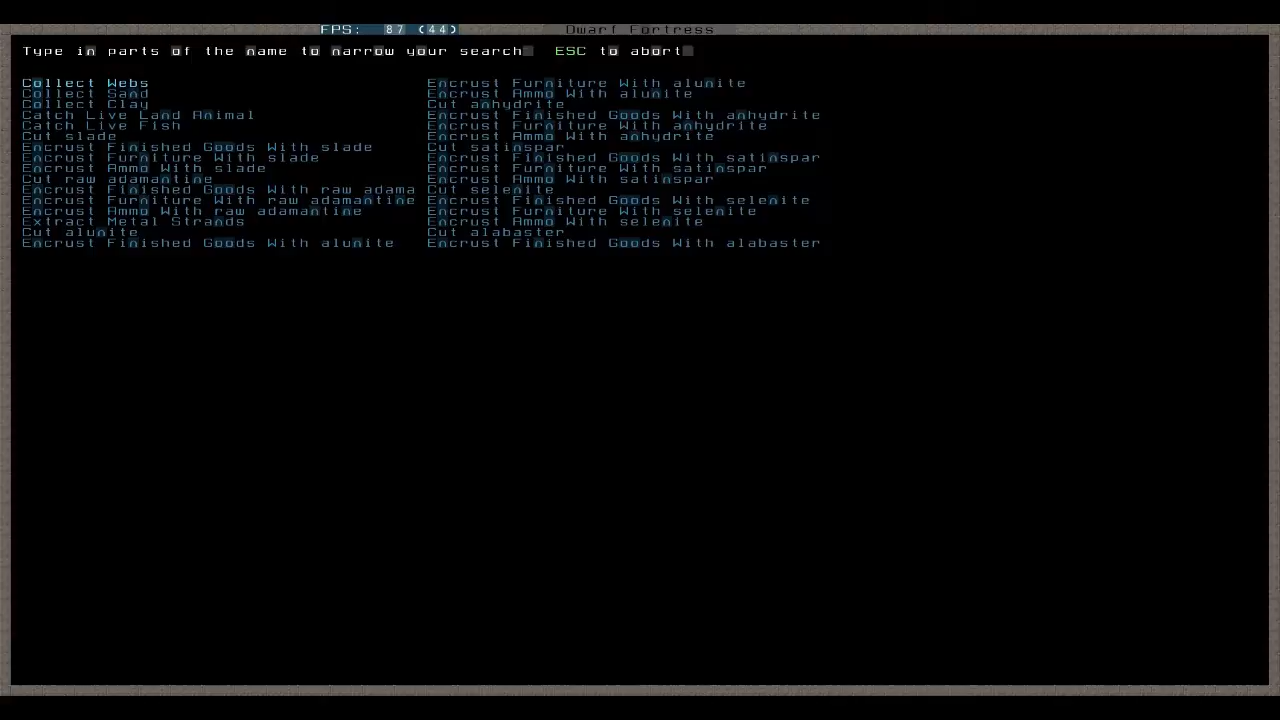 FPS: 87 (44) Dwarf Fortress
Type in parts of the name to narrow your search. ESC to abort.
Collect Webs
Collect Sand
Collect Clay
Catch Live Land Animal
Catch Live Fish
Cut slade
Encrust Finished Goods With slade
Encrust Furniture With slade
Encrust Ammo With slade
Cut raw adamantine
Encrust Finished Goods With raw adama
Encrust Furniture With raw adamantine
Encrust Ammo With raw adamantine
Extract Metal Strands
Cut alunite
Encrust Finished Goods With alunite
Encrust Furniture With alunite
Encrust Ammo With alunite
Cut anhydrite
Encrust Finished Goods With anhydrite
Encrust Furniture With anhydrite
Encrust Ammo With anhydrite
Cut satinspar
Encrust Finished Goods With satinspar
Encrust Furniture With satinspar
Encrust Ammo With satinspar
Cut selenite
Encrust Finished Goods With selenite
Encrust Furniture With selenite
Encrust Ammo With selenite
Cut alabaster
Encrust Finished Goods With alabaster